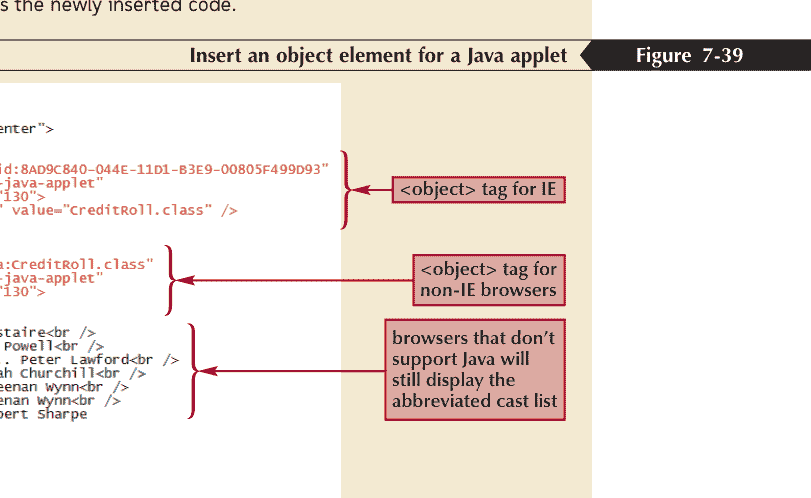 s the newly inserted code.
Insert an object element for a Java applet
Figure 7-39
enter">
id:8AD9C840-044E-11D1-B3E9-00805F499D93"
-java-applet"
"130">
" value="CreditRoll.class" />
<object> tag for IE
a:CreditRoll.class"
-java-applet"
"130">
<object> tag for
non-IE browsers
staire<br />
Powell<br />
.. Peter Lawford<br />
ah Churchill<br />
eenan Wynn<br />
enan Wynn<br />
bert Sharpe
browsers that don't
support Java will
still display the
abbreviated cast list